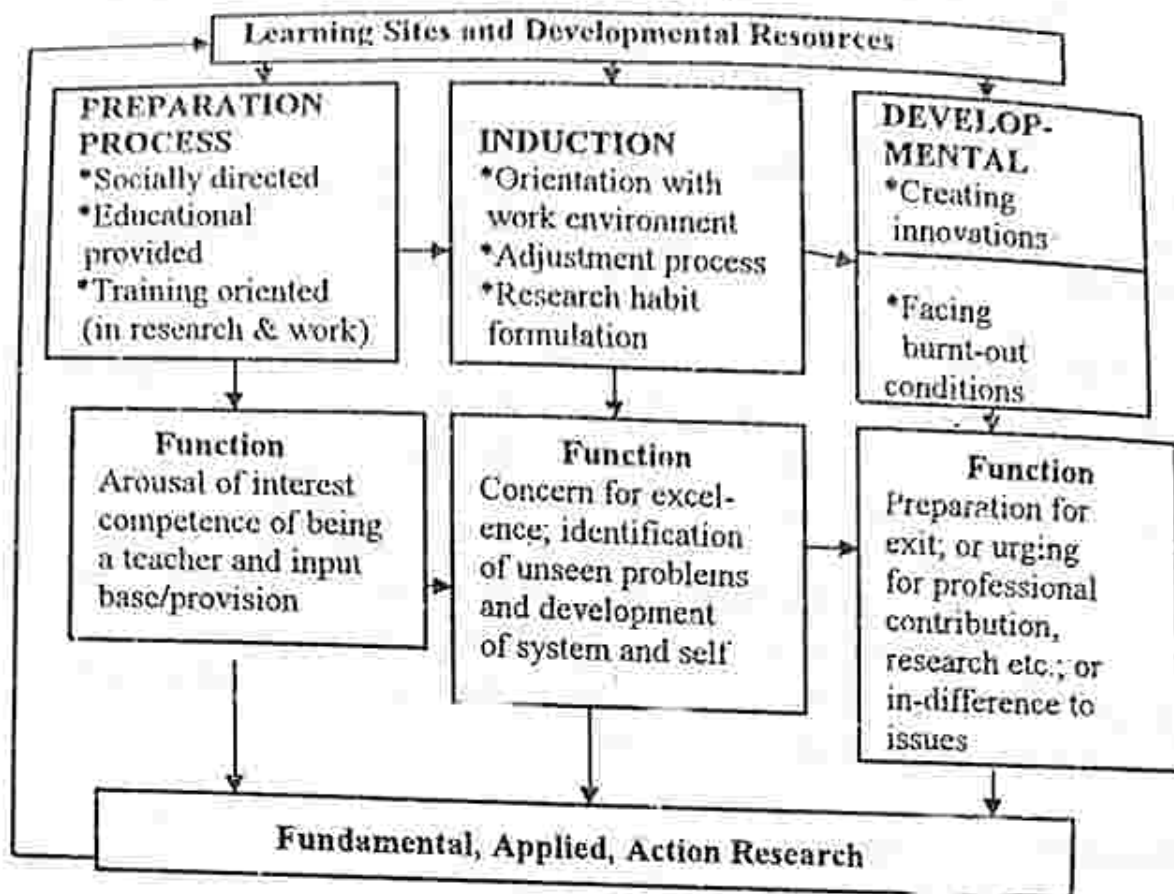 Learning Sites and Developmental Resources
PREPARATION
PROCESS
*Socially directed
*Educational
provided
*Training oriented
(in research & work)
INDUCTION
*Orientation with
work environment
*Adjustment process
*Research habit
formulation
DEVELOP-
MENTAL
*Creating
innovations
*Facing
burnt-out
conditions
Function
Arousal of interest
competence of being
a teacher and input
base/provision
Function
Concern for excel-
ence; identification
of unseen problems
and development
of system and self
Function
Preparation for
exit; or urging
for professional
contribution,
research etc.; or
in-difference to
issues
Fundamental, Applied, Action Research